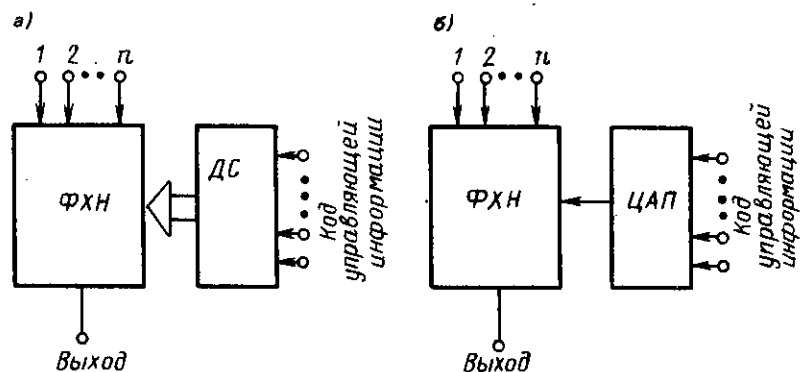 а)
1 2 •• n
ФХН
ДС
Код
управляющей
информации
Выход
б)
1 2 •• n
ФХН
ЦАП
Код
управляющей
информации
Выход